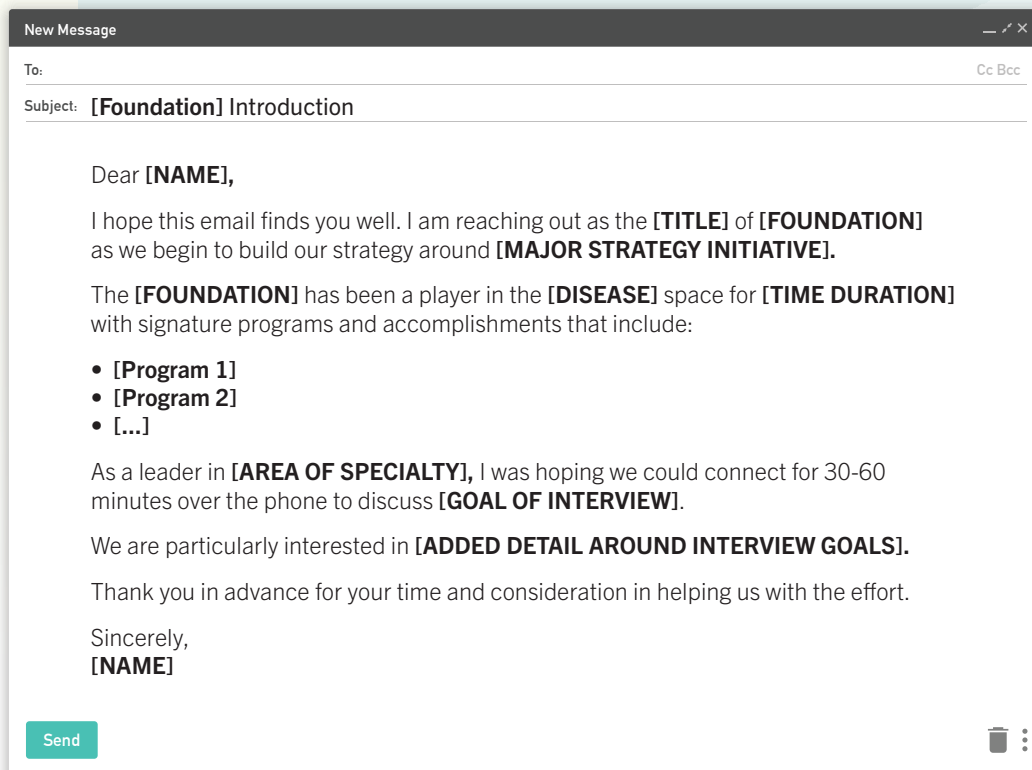 New Message
To:
Cc Bcc
Subject: [Foundation] Introduction
Dear [NAME],
I hope this email finds you well. I am reaching out as the [TITLE] of [FOUNDATION]
as we begin to build our strategy around [MAJOR STRATEGY INITIATIVE].
The [FOUNDATION] has been a player in the [DISEASE] space for [TIME DURATION]
with signature programs and accomplishments that include:
• [Program 1]
• [Program 2]
• [...]
As a leader in [AREA OF SPECIALTY], I was hoping we could connect for 30-60
minutes over the phone to discuss [GOAL OF INTERVIEW].
We are particularly interested in [ADDED DETAIL AROUND INTERVIEW GOALS].
Thank you in advance for your time and consideration in helping us with the effort.
Sincerely,
[NAME]
Send